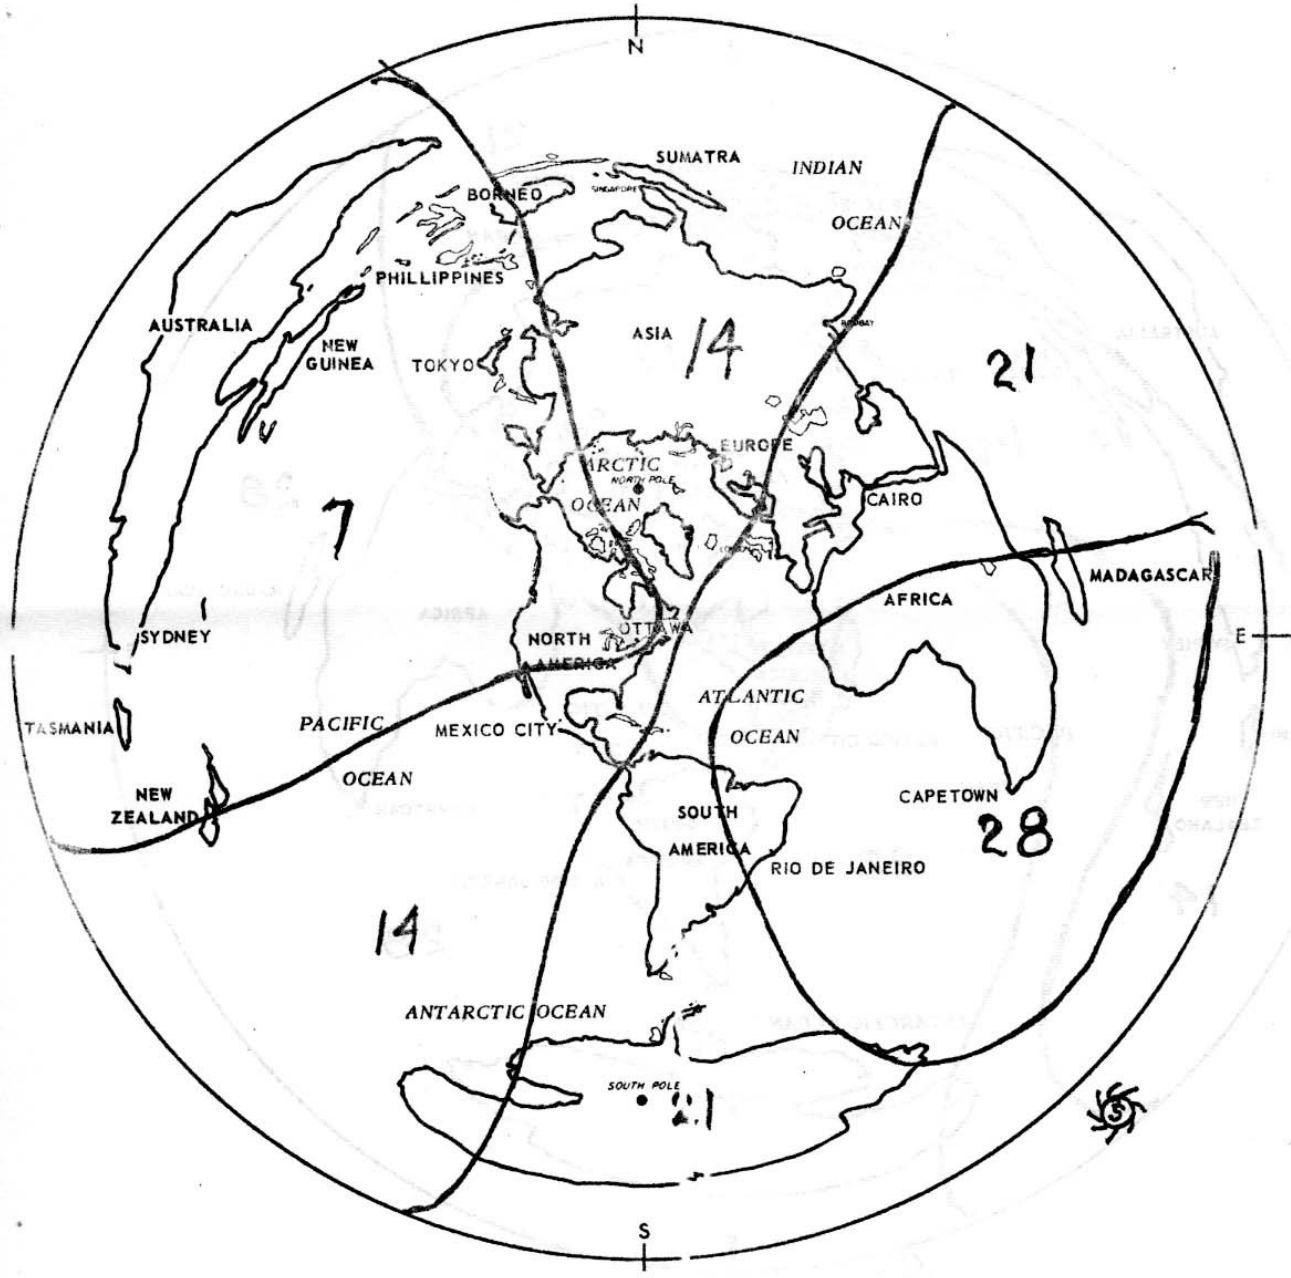 N
SUMATRA
INDIAN
OCEAN
BORNEO
SINGAPORE
PHILLIPPINES
AUSTRALIA
NEW
GUINEA
TOKYO
ASIA
14
BOMBAY
21
EUROPE
ARCTIC
NORTH POLE
OCEAN
7
CAIRO
MADAGASCAR
AFRICA
SYDNEY
NORTH
AMERICA
OTTAWA
E
TASMANIA
PACIFIC
OCEAN
MEXICO CITY
ATLANTIC
OCEAN
NEW
ZEALAND
SOUTH
AMERICA
CAPETOWN
28
RIO DE JANEIRO
14
ANTARCTIC OCEAN
SOUTH POLE
S
S